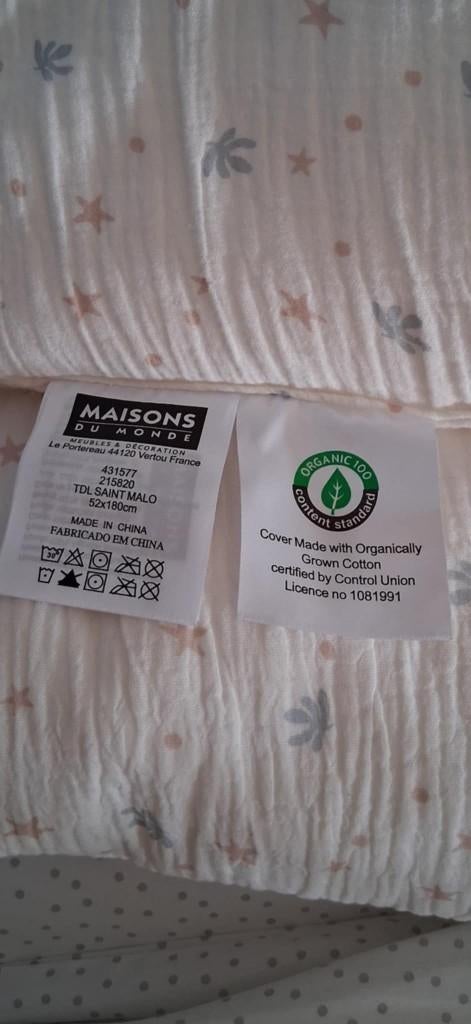 MAISONS
DU MONDE
MEUBLES & DÉCORATION
Le Portereau 44120 Vertou France
431577
215820
TDL SAINT MALO
52x180cm
MADE IN CHINA
FABRICADO EM CHINA
30
ORGANIC 100
content standard
Cover Made with Organically
Grown Cotton
certified by Control Union
Licence no 1081991